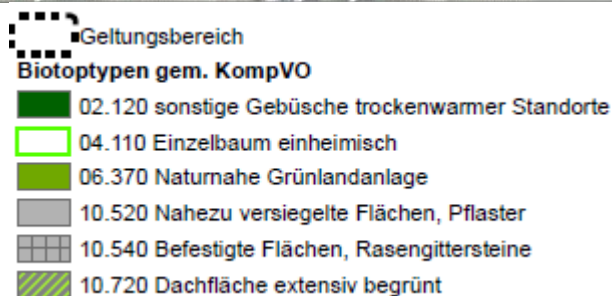 Geltungsbereich
Biotoptypen gem. KompVO
02.120 sonstige Gebüsche trockenwarmer Standorte
04.110 Einzelbaum einheimisch
06.370 Naturnahe Grünlandanlage
10.520 Nahezu versiegelte Flächen, Pflaster
10.540 Befestigte Flächen, Rasengittersteine
10.720 Dachfläche extensiv begrünt